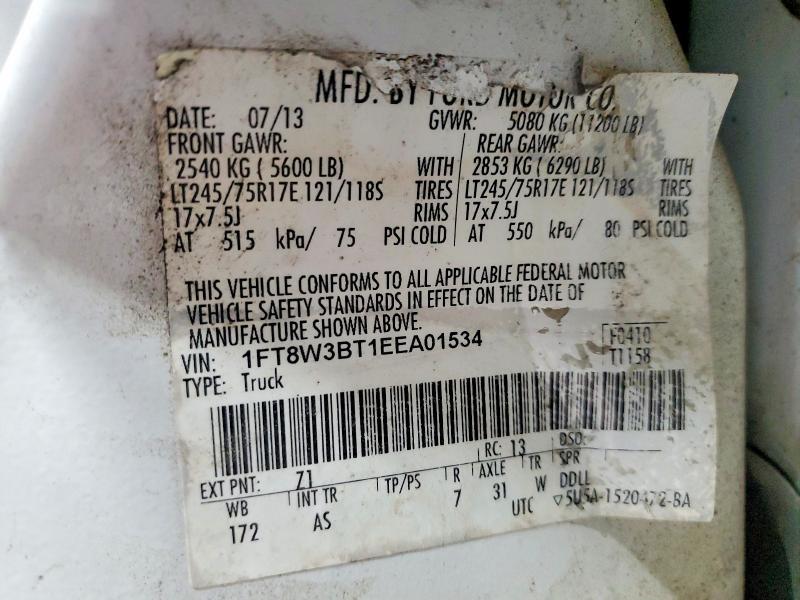 MFD. BY FORD MOTOR CO.
DATE: 07/13 GVWR: 5080 KG (11200 LB)
FRONT GAWR: REAR GAWR:
2540 KG ( 5600 LB) WITH 2853 KG ( 6290 LB) WITH
LT245/75R17E 121/118S TIRES LT245/75R17E 121/118S TIRES
17x7.5J RIMS 17x7.5J RIMS
AT 515 kPa/ 75 PSI COLD AT 550 kPa/ 80 PSI COLD
THIS VEHICLE CONFORMS TO ALL APPLICABLE FEDERAL MOTOR
VEHICLE SAFETY STANDARDS IN EFFECT ON THE DATE OF
MANUFACTURE SHOWN ABOVE.
VIN: 1FT8W3BT1EEA01534 F0410
TYPE: Truck T1158
EXT PNT: Z1 RC: 13 DSO:
WB INT TR TP/PS R AXLE TR SPR
172 AS 7 31 W DDLL
UTC ▽5U5A-1520472-BA